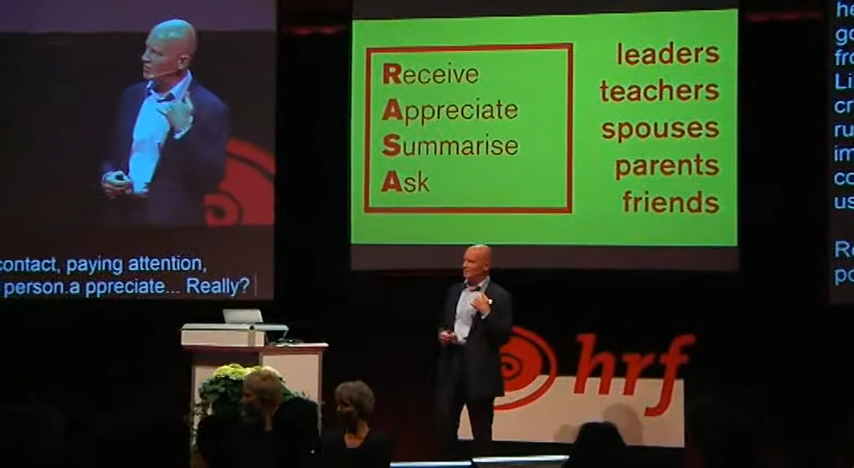 Receive
Appreciate
Summarise
Ask
leaders
teachers
spouses
parents
friends
contact, paying attention,
person.a ppreciate... Really?
hrf